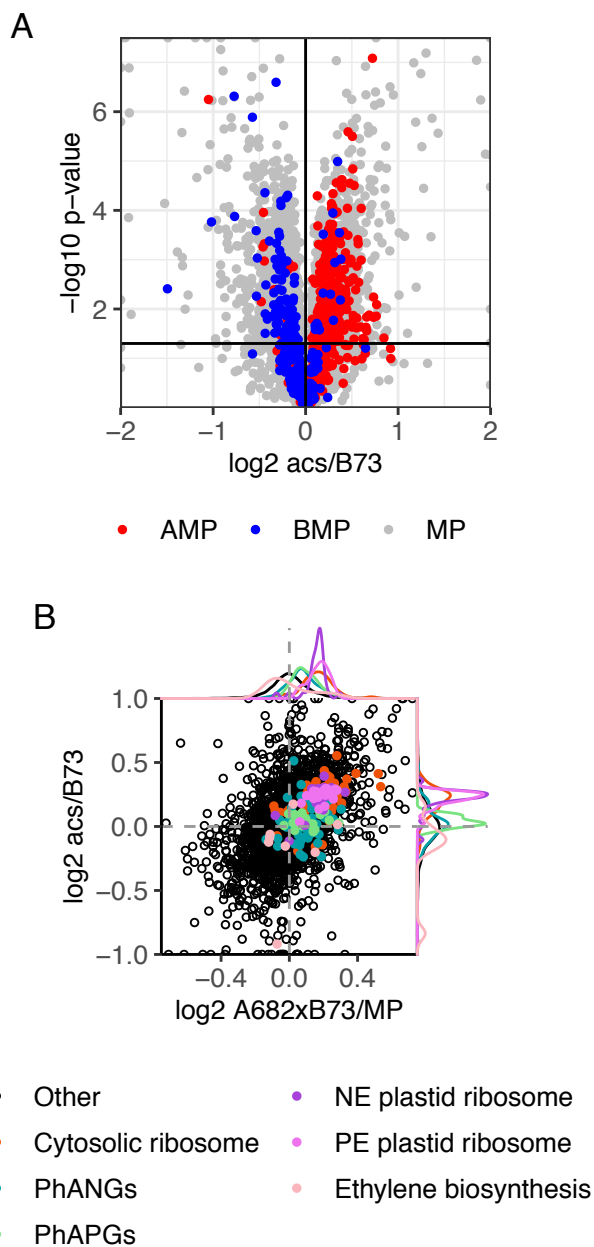 A
−log10 p−value
6
4
2
−2 −1 0 1 2
log2 acs/B73
AMP BMP MP
B
log2 acs/B73
1.0
0.5
0.0
−0.5
−1.0
−0.4 0.0 0.4
log2 A682xB73/MP
Other NE plastid ribosome
Cytosolic ribosome PE plastid ribosome
PhANGs Ethylene biosynthesis
PhAPGs